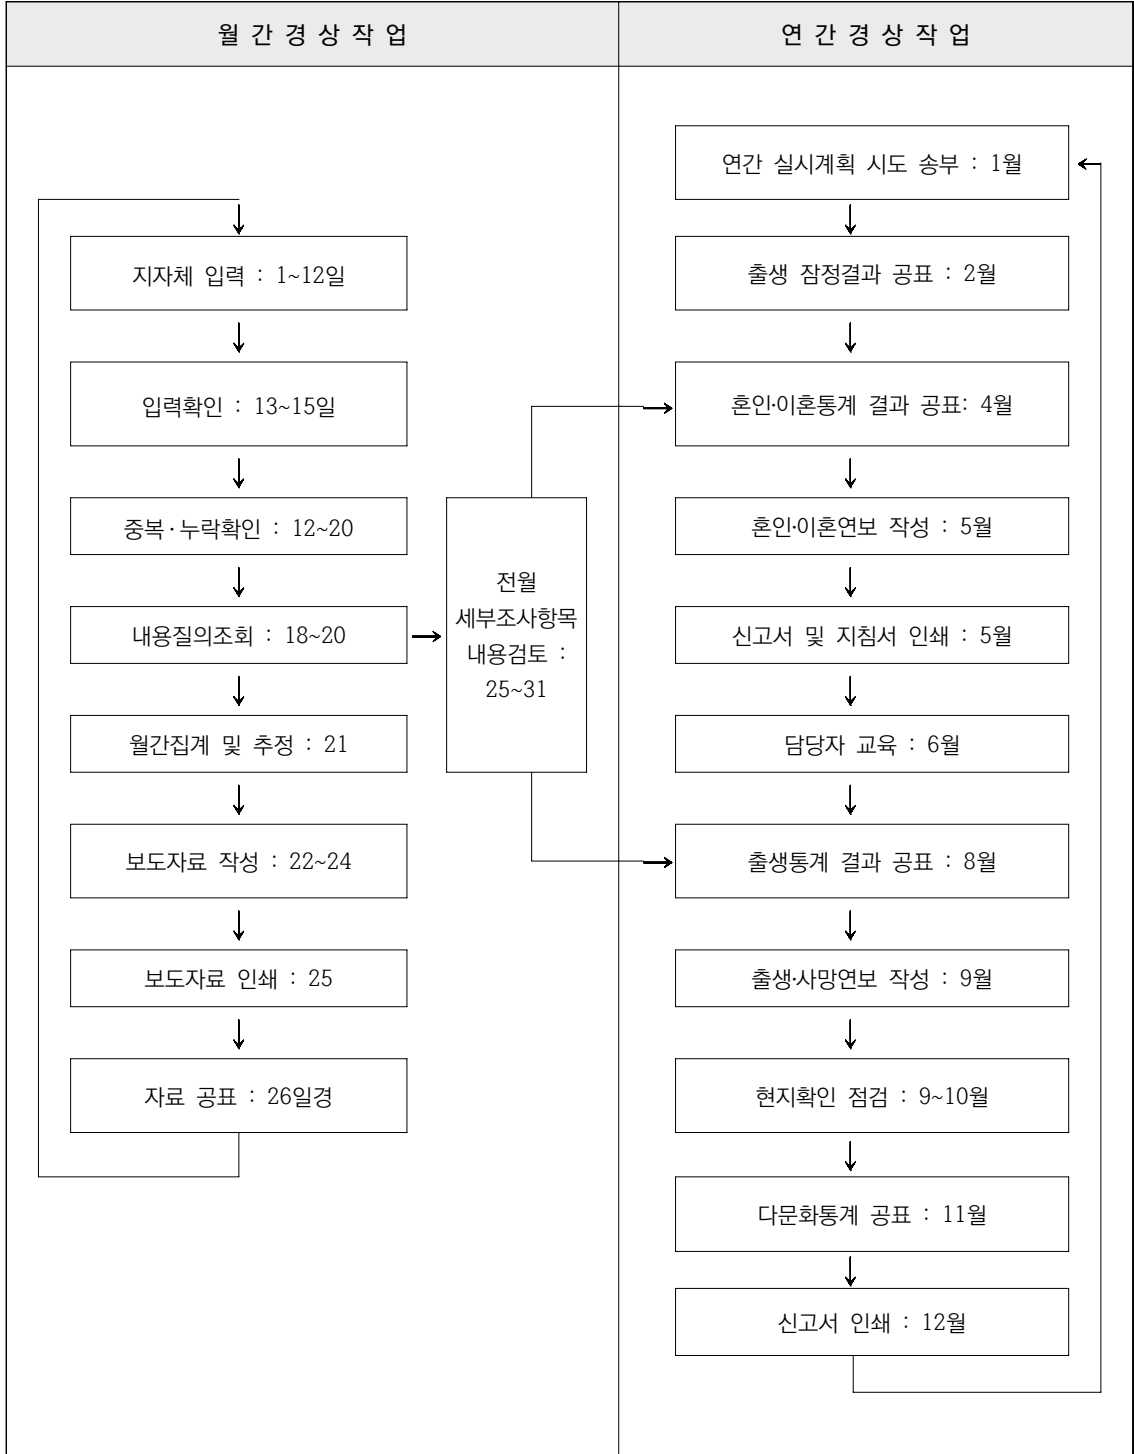 월 간 경 상 작 업
연 간 경 상 작 업
지자체 입력 : 1~12일
입력확인 : 13~15일
중복·누락확인 : 12~20
내용질의조회 : 18~20
월간집계 및 추정 : 21
보도자료 작성 : 22~24
보도자료 인쇄 : 25
자료 공표 : 26일경
전월
세부조사항목
내용검토 :
25~31
연간 실시계획 시도 송부 : 1월
출생 잠정결과 공표 : 2월
혼인·이혼통계 결과 공표: 4월
혼인·이혼연보 작성 : 5월
신고서 및 지침서 인쇄 : 5월
담당자 교육 : 6월
출생통계 결과 공표 : 8월
출생·사망연보 작성 : 9월
현지확인 점검 : 9~10월
다문화통계 공표 : 11월
신고서 인쇄 : 12월